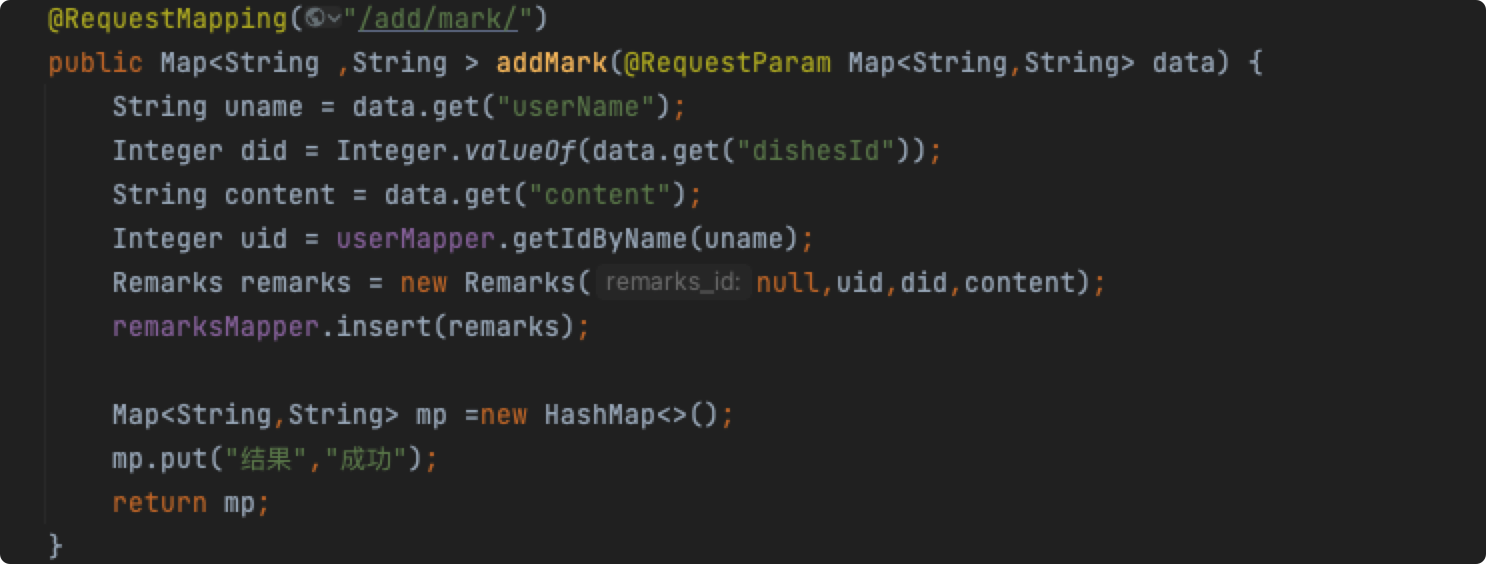 @RequestMapping("/add/mark/")
public Map<String ,String > addMark(@RequestParam Map<String,String> data) {
String uname = data.get("userName");
Integer did = Integer.valueOf(data.get("dishesId"));
String content = data.get("content");
Integer uid = userMapper.getIdByName(uname);
Remarks remarks = new Remarks( remarks_id: null,uid,did,content);
remarksMapper.insert(remarks);
Map<String,String> mp =new HashMap<>();
mp.put("结果","成功");
return mp;
}